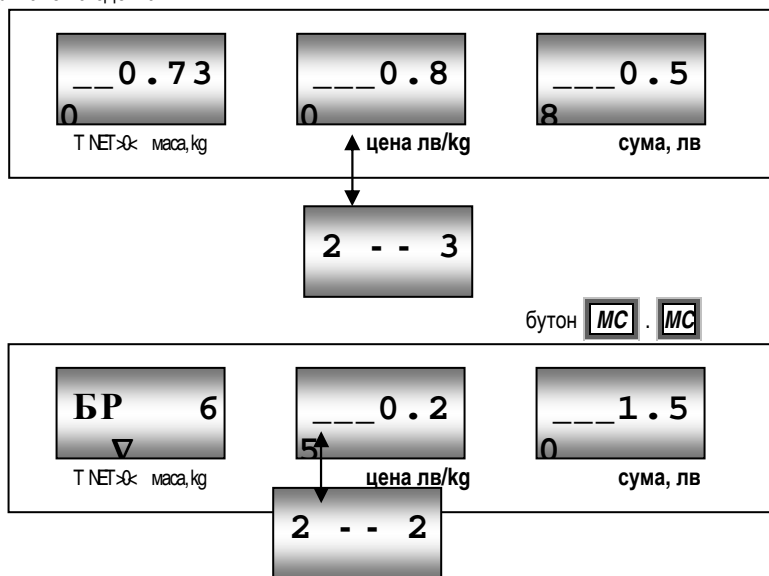 __0.73 ___0.8 ___0.5
0 0 8
T NET>0< маса,kg цена лв/kg сума, лв
2 -- 3
бутон MC . MC
БР 6 ___0.2 ___1.5
∇ 5 0
T NET>0< маса,kg цена лв/kg сума, лв
2 -- 2